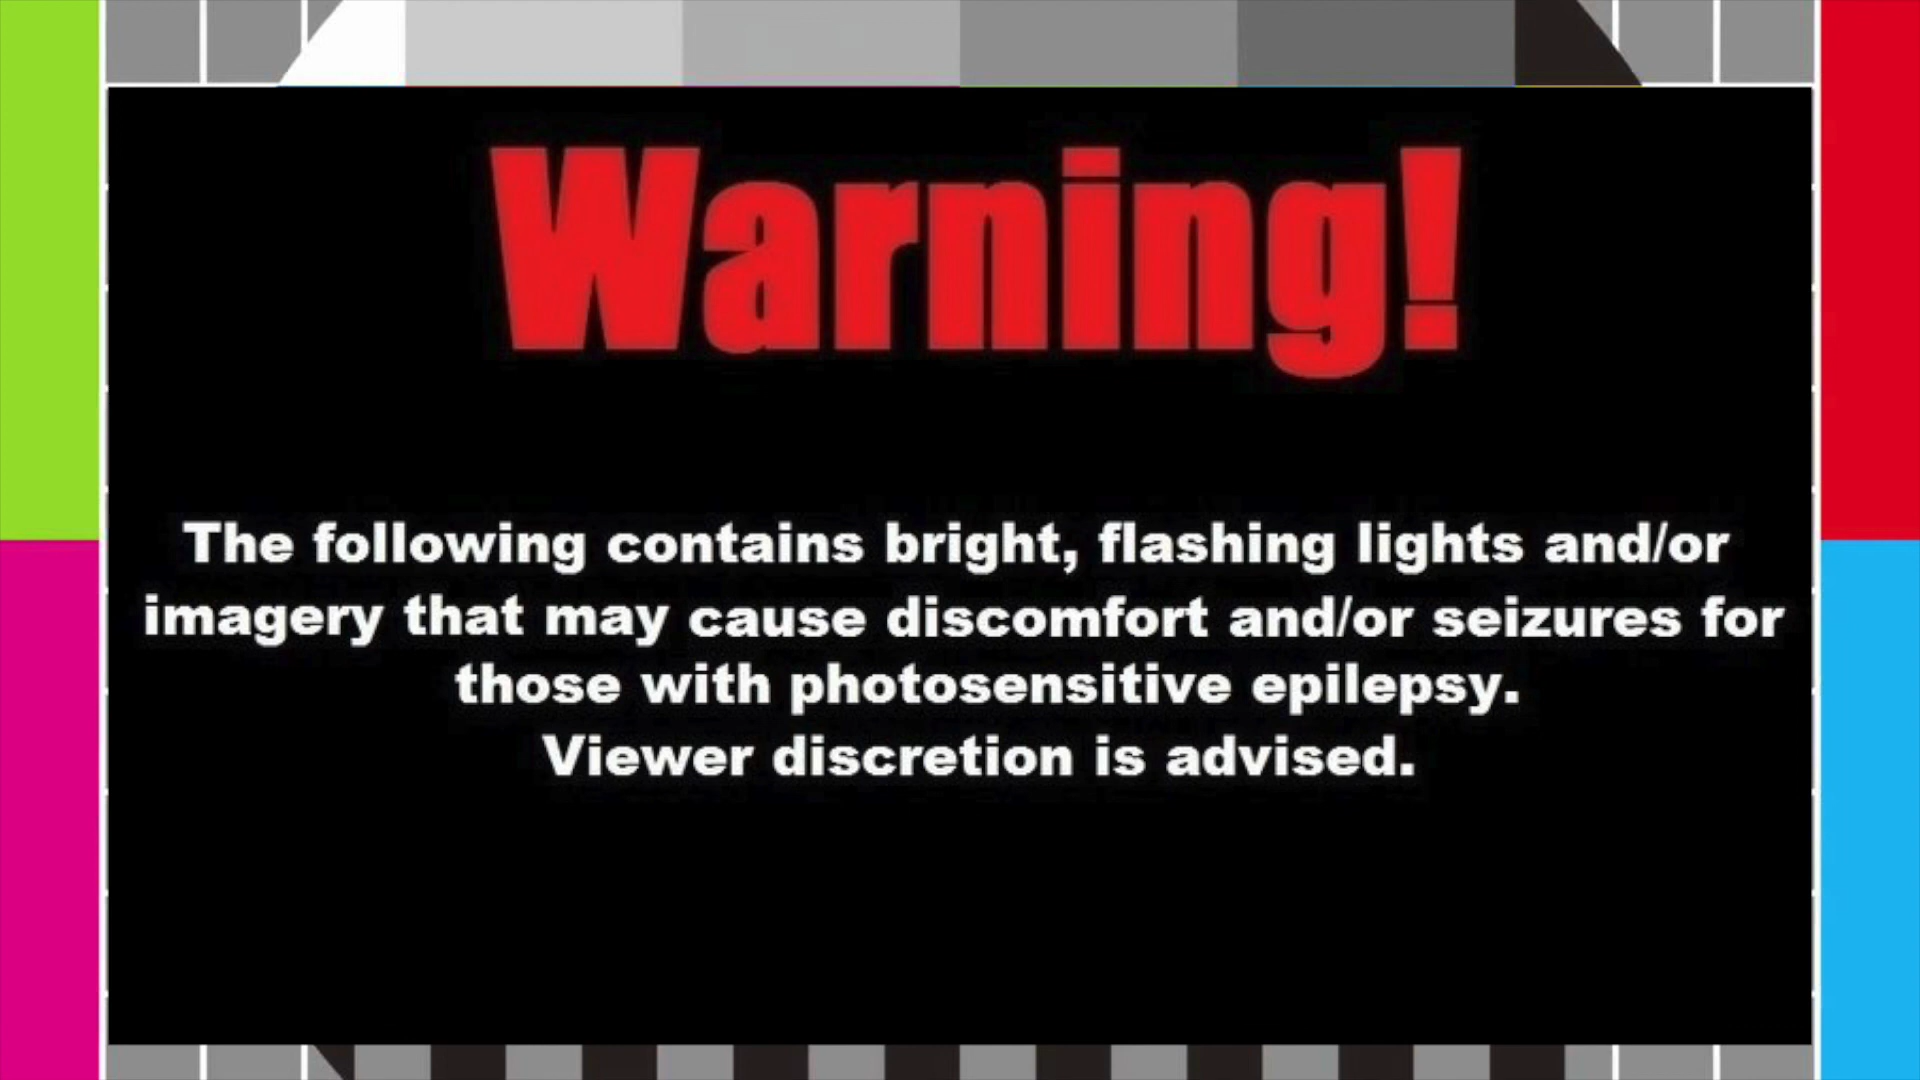 Warning!
The following contains bright, flashing lights and/or
imagery that may cause discomfort and/or seizures for
those with photosensitive epilepsy.
Viewer discretion is advised.